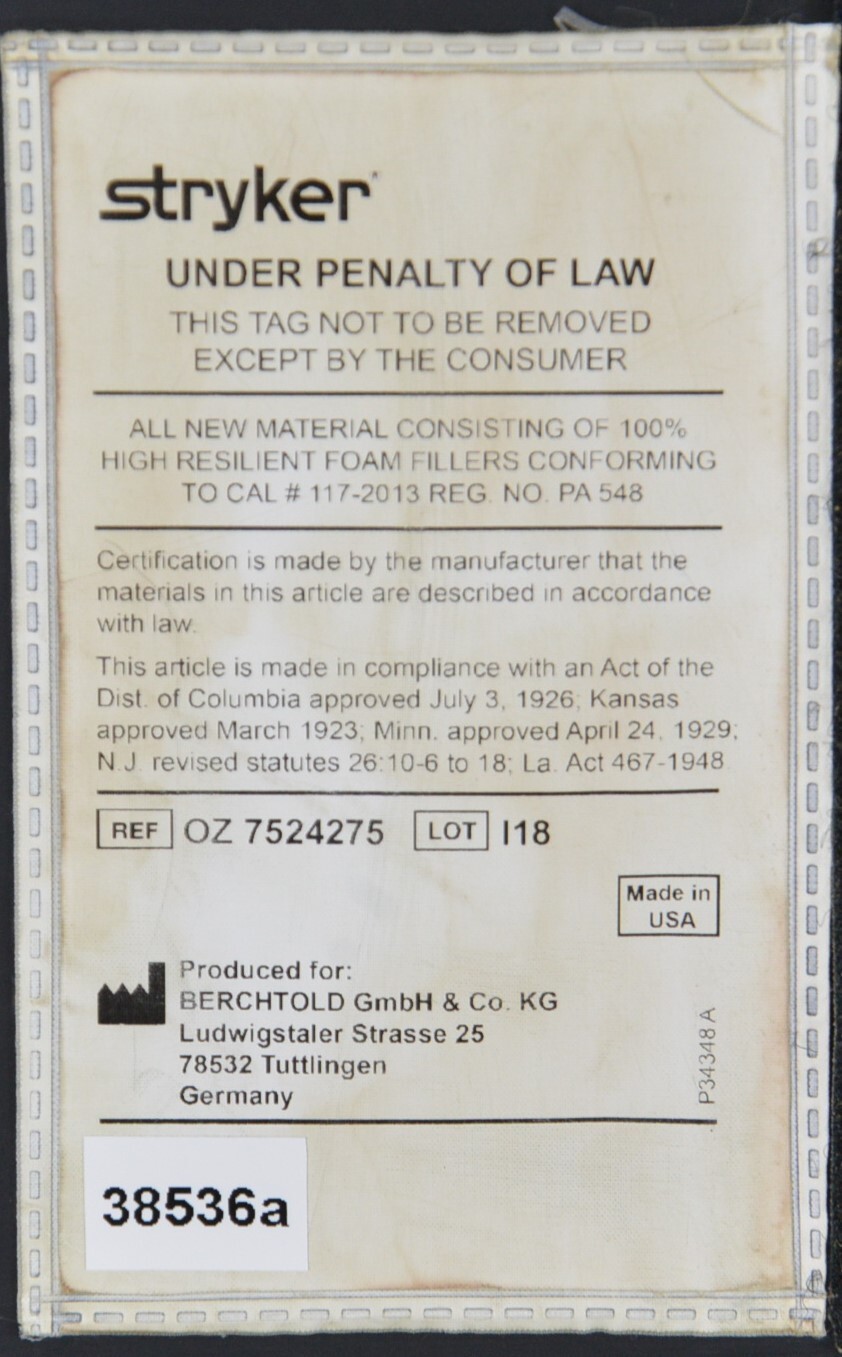 stryker
UNDER PENALTY OF LAW
THIS TAG NOT TO BE REMOVED
EXCEPT BY THE CONSUMER
ALL NEW MATERIAL CONSISTING OF 100%
HIGH RESILIENT FOAM FILLERS CONFORMING
TO CAL # 117-2013 REG. NO. PA 548
Certification is made by the manufacturer that the
materials in this article are described in accordance
with law.
This article is made in compliance with an Act of the
Dist. of Columbia approved July 3, 1926; Kansas
approved March 1923; Minn. approved April 24, 1929;
N.J. revised statutes 26:10-6 to 18; La. Act 467-1948
REF OZ 7524275 LOT I18
Made in
USA
Produced for:
BERCHTOLD GmbH & Co. KG
Ludwigstaler Strasse 25
78532 Tuttlingen
Germany
P34348 A
38536a